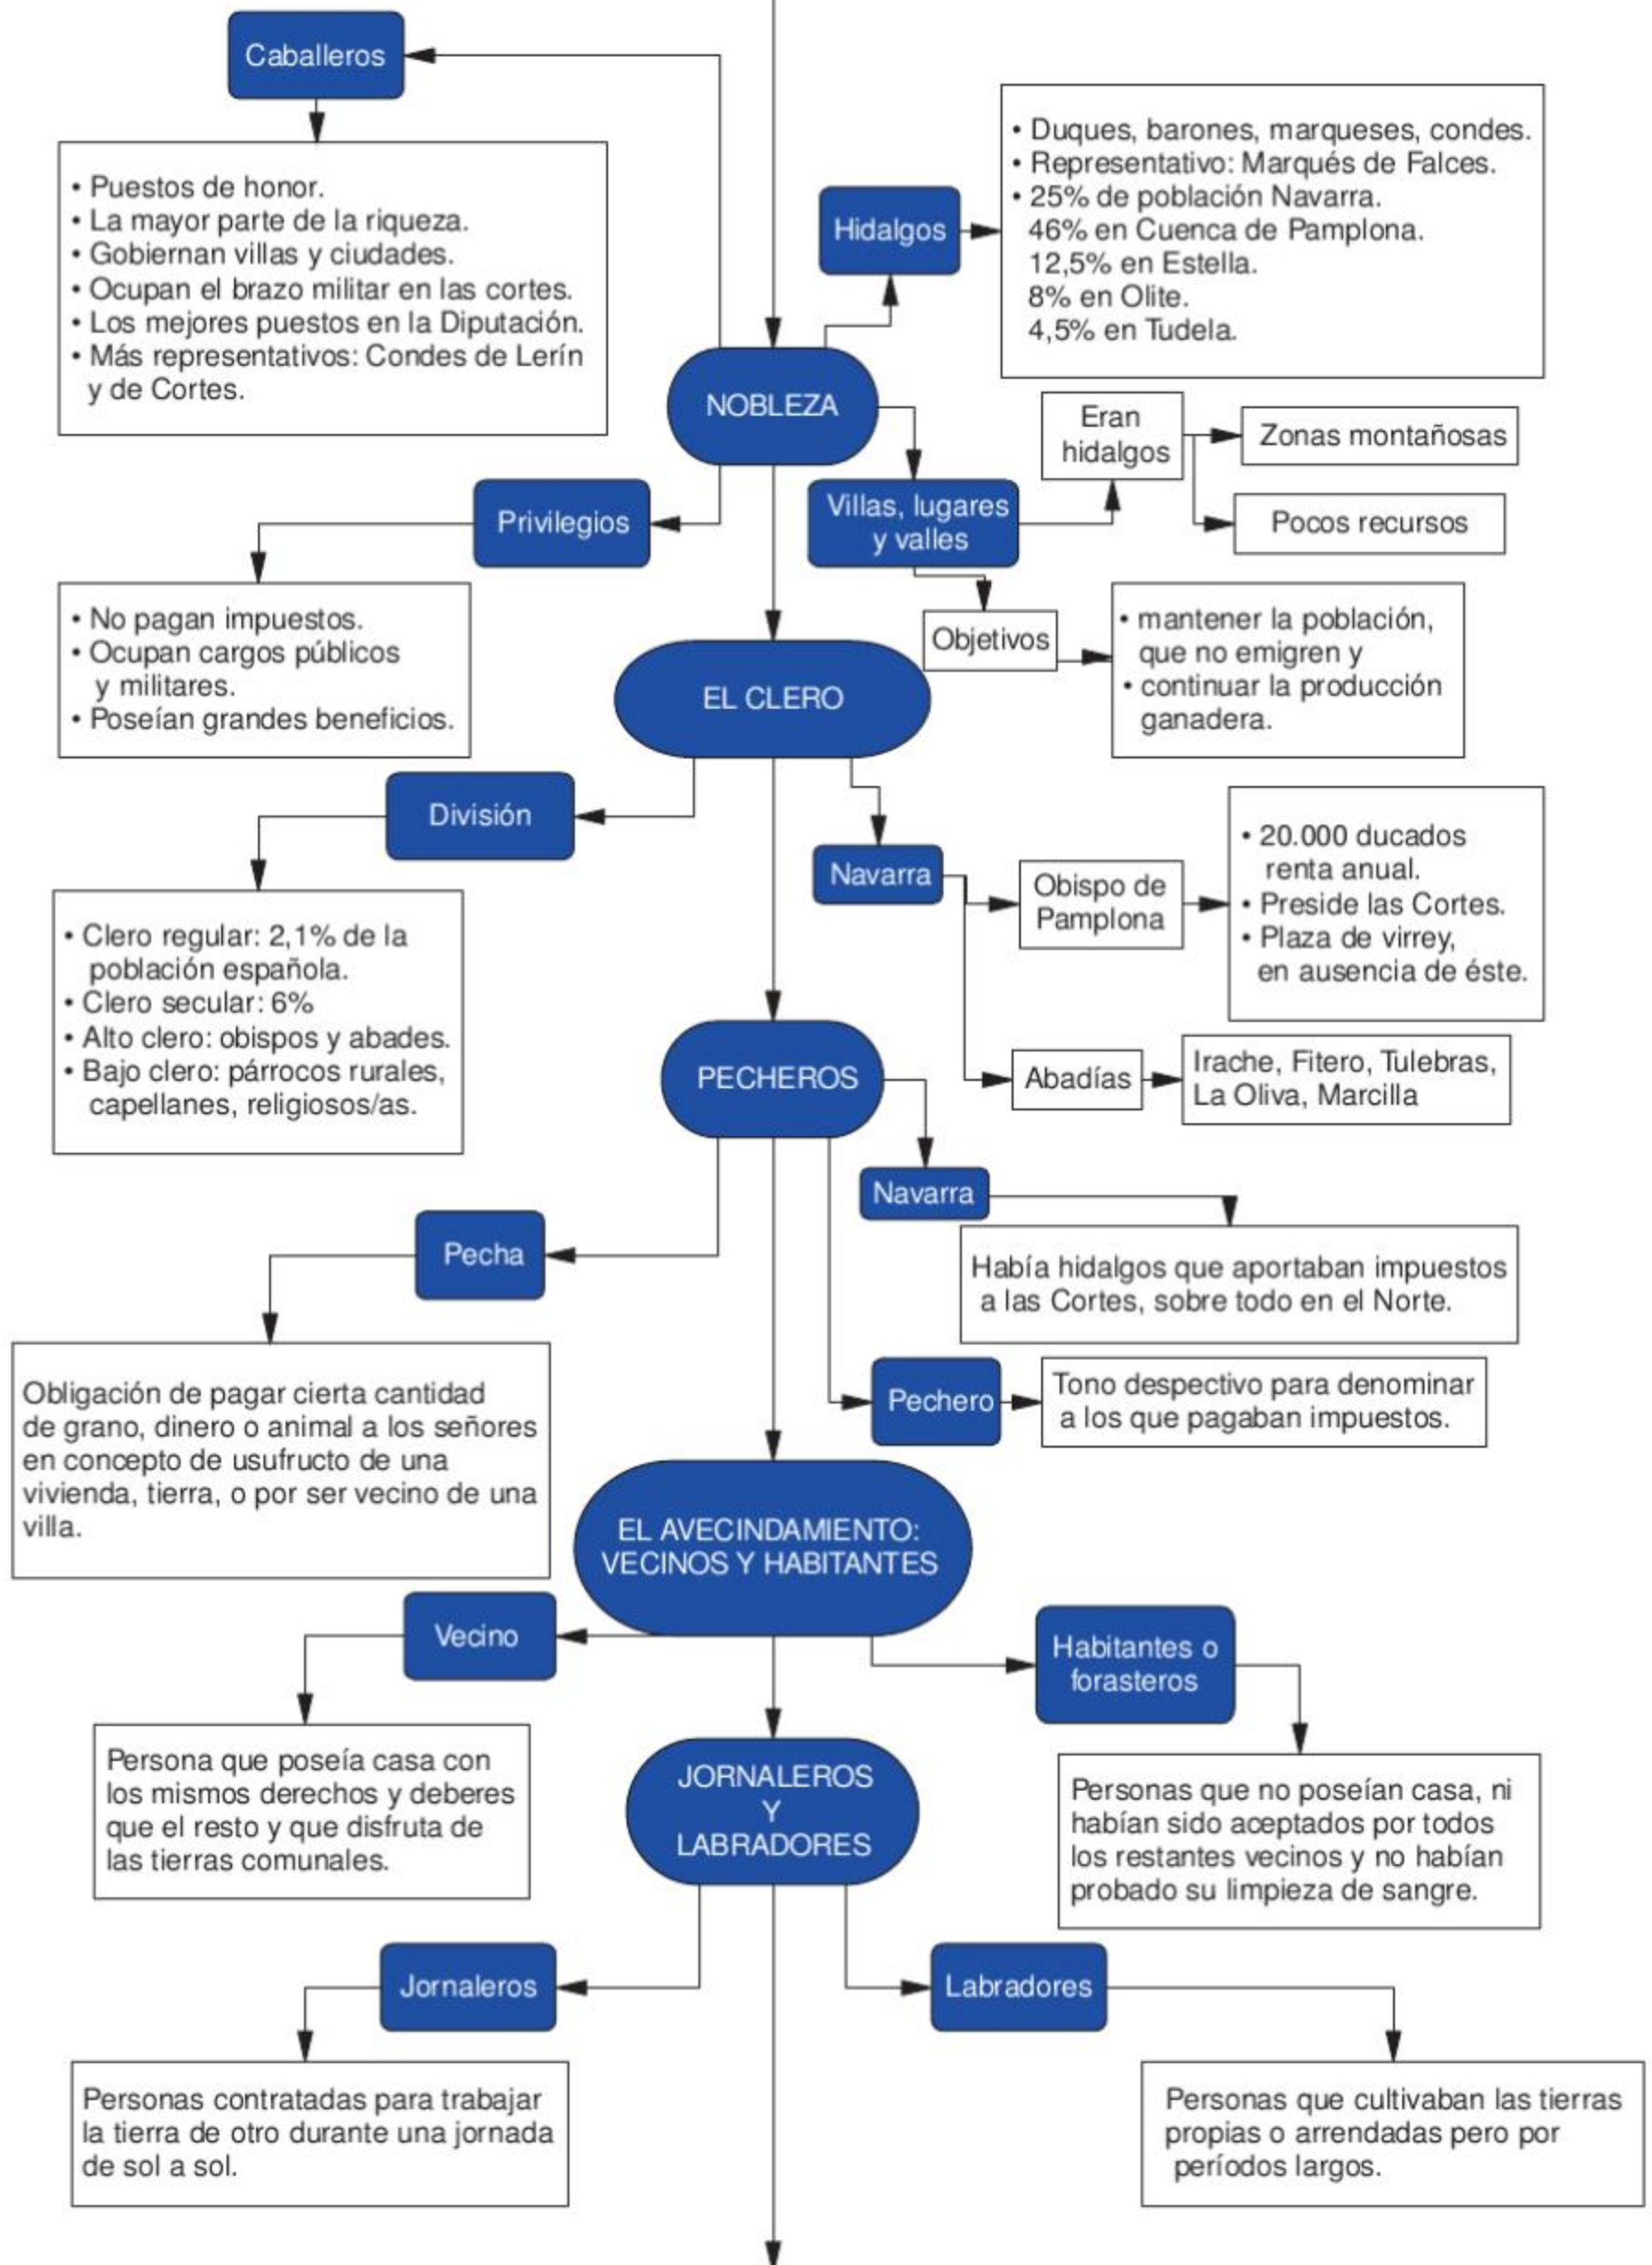 Caballeros
• Puestos de honor.
• La mayor parte de la riqueza.
• Gobiernan villas y ciudades.
• Ocupan el brazo militar en las cortes.
• Los mejores puestos en la Diputación.
• Más representativos: Condes de Lerín
y de Cortes.
Hidalgos
• Duques, barones, marqueses, condes.
• Representativo: Marqués de Falces.
• 25% de población Navarra.
46% en Cuenca de Pamplona.
12,5% en Estella.
8% en Olite.
4,5% en Tudela.
NOBLEZA
Eran
hidalgos
Zonas montañosas
Pocos recursos
Privilegios
Villas, lugares
y valles
• No pagan impuestos.
• Ocupan cargos públicos
y militares.
• Poseían grandes beneficios.
Objetivos
• mantener la población,
que no emigren y
• continuar la producción
ganadera.
EL CLERO
División
• Clero regular: 2,1% de la
población española.
• Clero secular: 6%
• Alto clero: obispos y abades.
• Bajo clero: párrocos rurales,
capellanes, religiosos/as.
Navarra
Obispo de
Pamplona
• 20.000 ducados
renta anual.
• Preside las Cortes.
• Plaza de virrey,
en ausencia de éste.
Abadías
Irache, Fitero, Tulebras,
La Oliva, Marcilla
PECHEROS
Navarra
Había hidalgos que aportaban impuestos
a las Cortes, sobre todo en el Norte.
Pecha
Obligación de pagar cierta cantidad
de grano, dinero o animal a los señores
en concepto de usufructo de una
vivienda, tierra, o por ser vecino de una
villa.
Pechero
Tono despectivo para denominar
a los que pagaban impuestos.
EL AVECINDAMIENTO:
VECINOS Y HABITANTES
Vecino
Persona que poseía casa con
los mismos derechos y deberes
que el resto y que disfruta de
las tierras comunales.
Habitantes o
forasteros
Personas que no poseían casa, ni
habían sido aceptados por todos
los restantes vecinos y no habían
probado su limpieza de sangre.
JORNALEROS
Y
LABRADORES
Jornaleros
Personas contratadas para trabajar
la tierra de otro durante una jornada
de sol a sol.
Labradores
Personas que cultivaban las tierras
propias o arrendadas pero por
períodos largos.